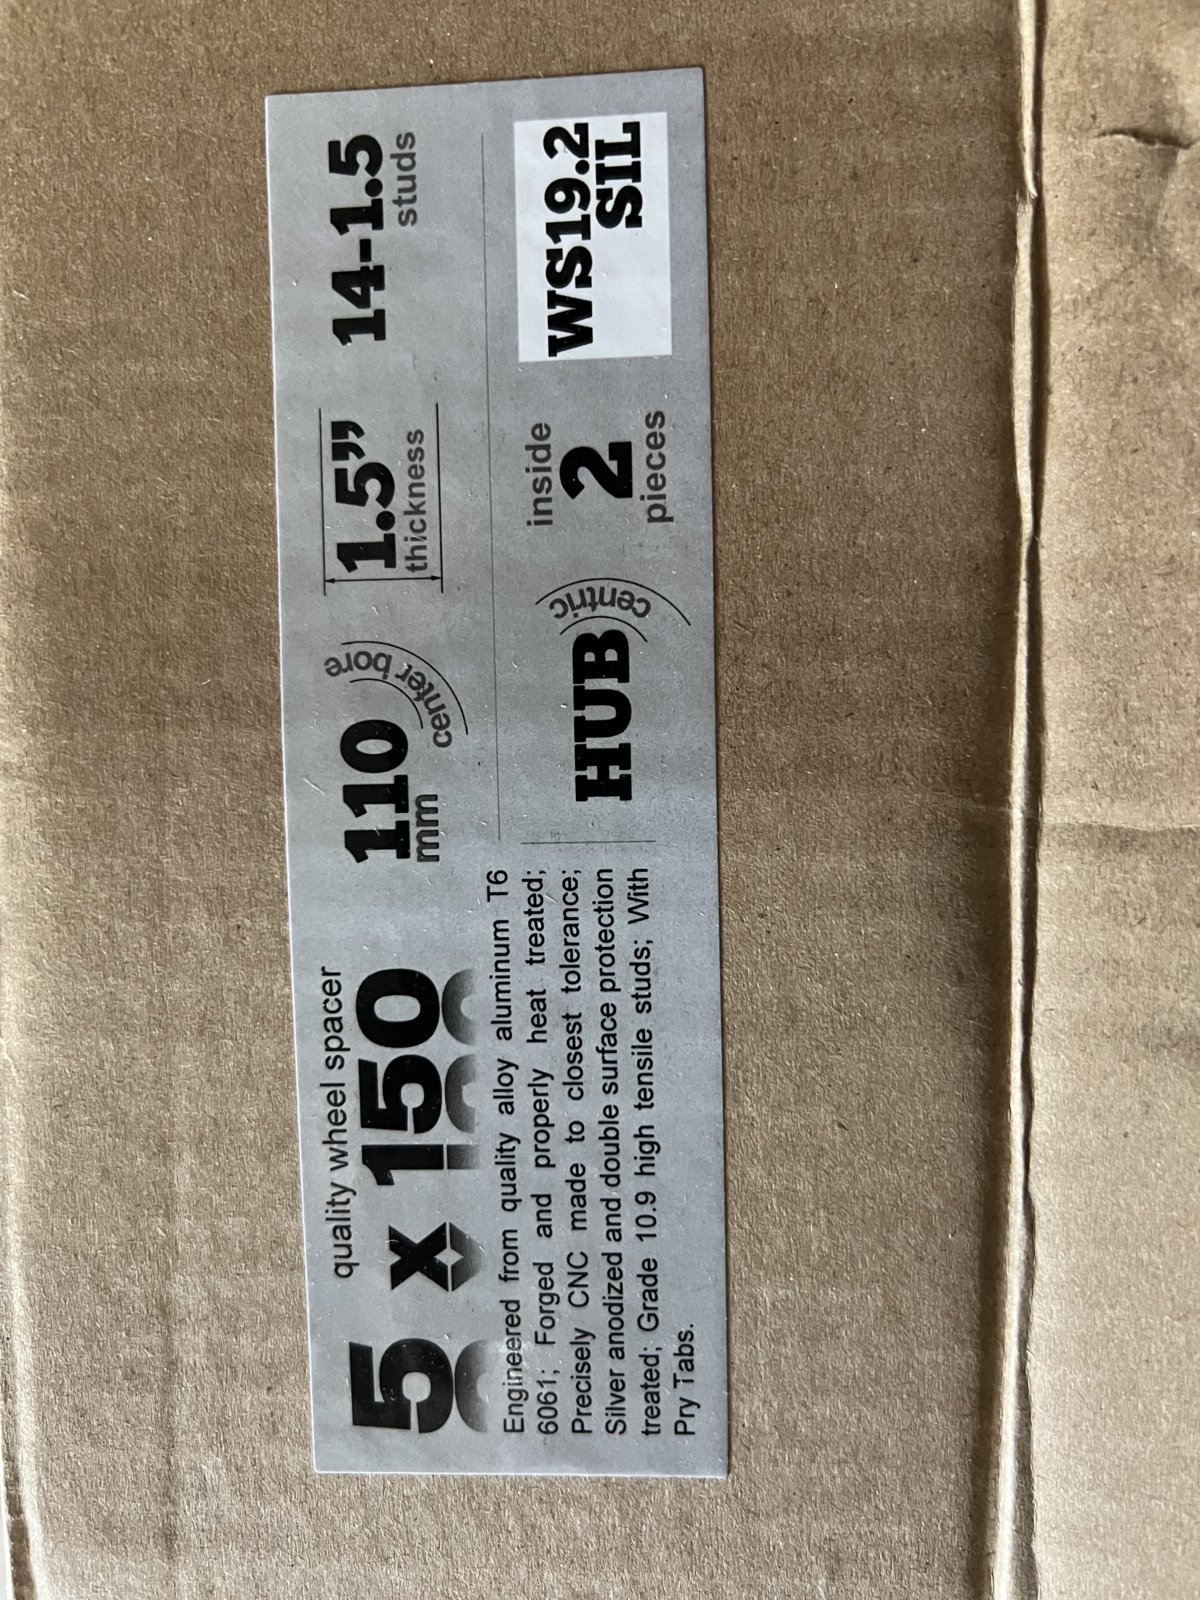 quality wheel spacer
5 x 150
110
mm
center bore
1.5”
thickness
14-1.5
studs
Engineered from quality alloy aluminum T6
6061; Forged and properly heat treated;
Precisely CNC made to closest tolerance;
Silver anodized and double surface protection
treated; Grade 10.9 high tensile studs; With
Pry Tabs.
HUB
centric
inside
2
pieces
WS19.2
SIL